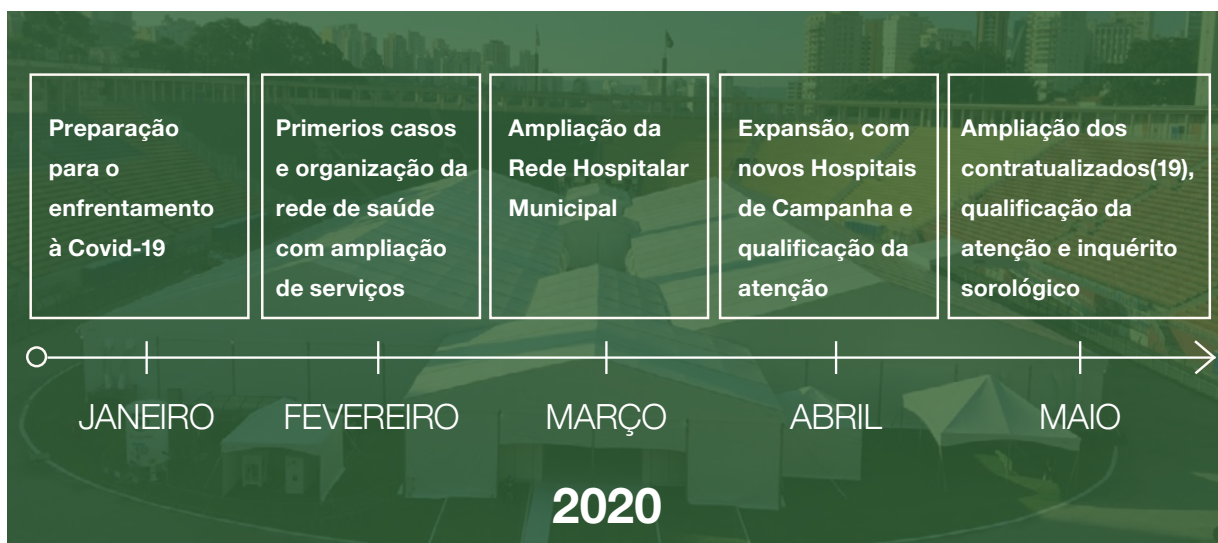 Preparação
para o
enfrentamento
à Covid-19
Primerios casos
e organização da
rede de saúde
com ampliação
de serviços
Ampliação da
Rede Hospitalar
Municipal
Expansão, com
novos Hospitais
de Campanha e
qualificação da
atenção
Ampliação dos
contratualizados(19),
qualificação da
atenção e inquérito
sorológico
JANEIRO
FEVEREIRO
MARÇO
ABRIL
MAIO
2020